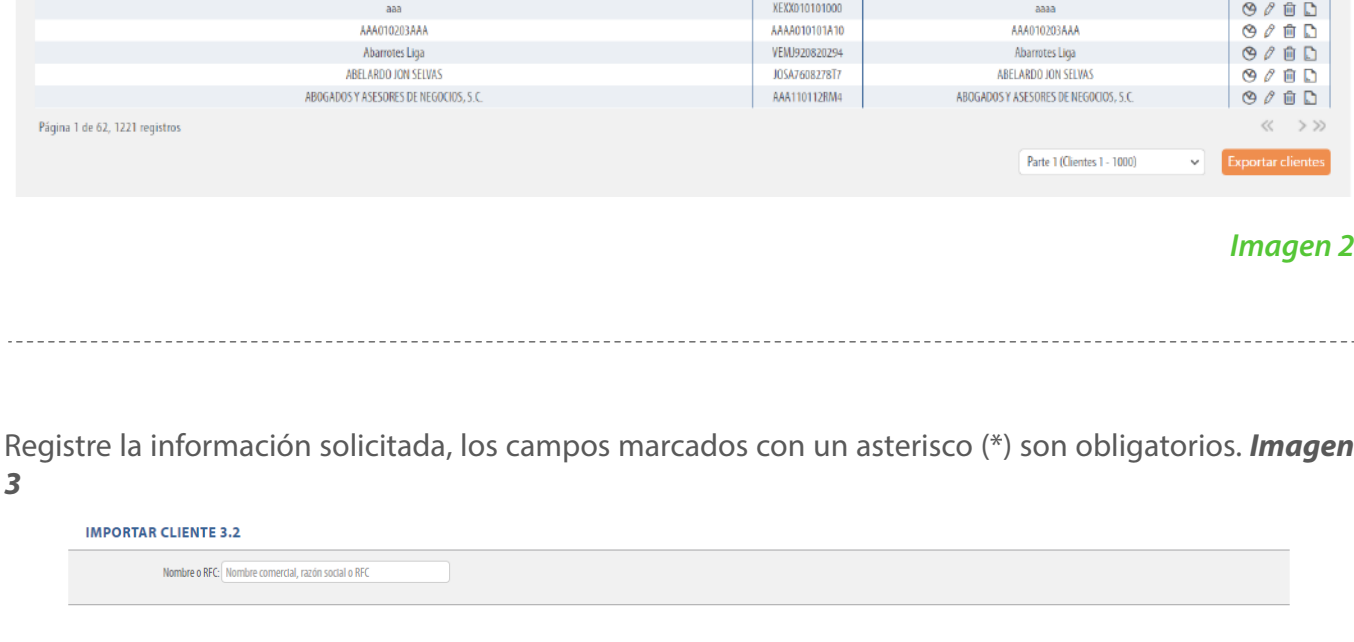 aaa XEXX010101000 aaaa
AAA010203AAA AAAA010101A10 AAA010203AAA
Abarrotes Liga VEMJ920820294 Abarrotes Liga
ABELARDO JON SELVAS JOSA7608278T7 ABELARDO JON SELVAS
ABOGADOS Y ASESORES DE NEGOCIOS, S.C. AAA110112RM4 ABOGADOS Y ASESORES DE NEGOCIOS, S.C.
Página 1 de 62, 1221 registros
Parte 1 (Clientes 1 - 1000) Exportar clientes
Imagen 2
Registre la información solicitada, los campos marcados con un asterisco (*) son obligatorios. Imagen
3
IMPORTAR CLIENTE 3.2
Nombre o RFC: Nombre comercial, razón social o RFC